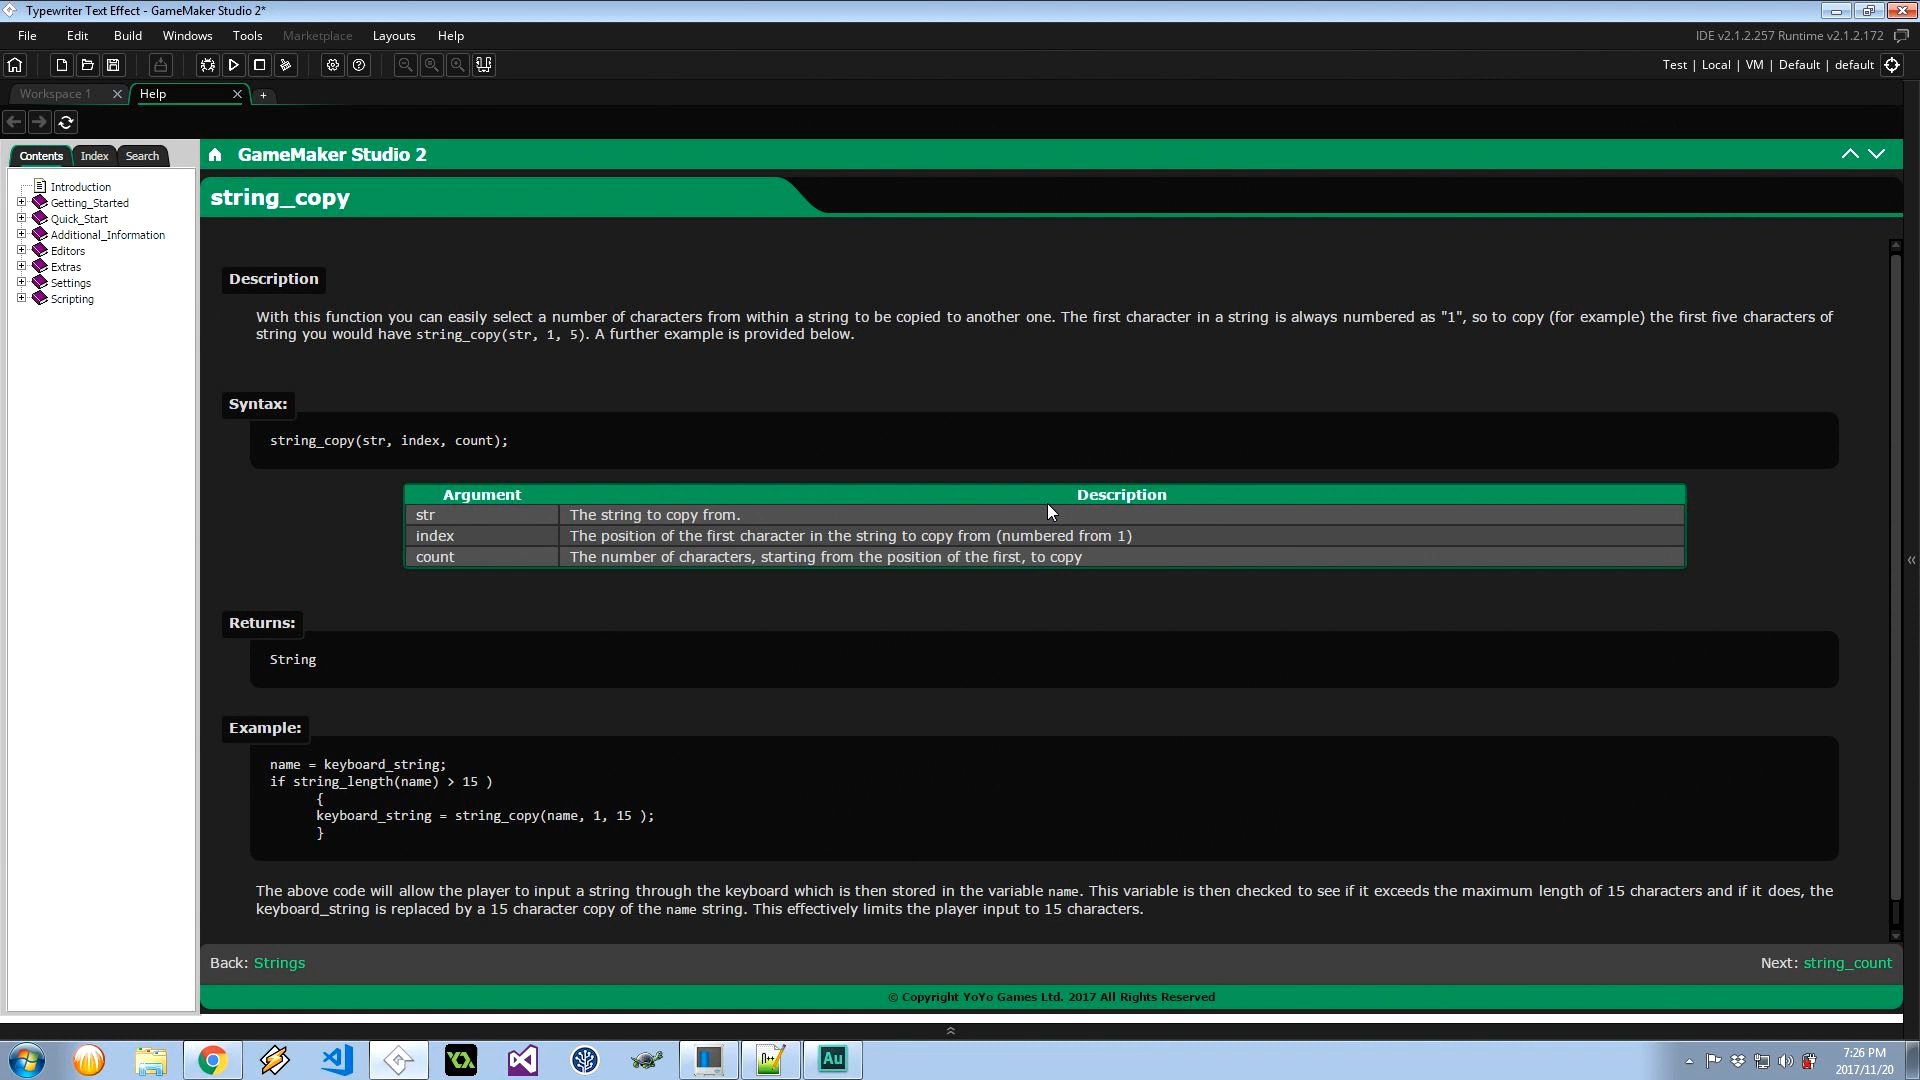 Typewriter Text Effect - GameMaker Studio 2*
File Edit Build Windows Tools Marketplace Layouts Help
IDE v2.1.2.257 Runtime v2.1.2.172
Test | Local | VM | Default | default
Workspace 1
Help
Contents Index Search
GameMaker Studio 2
Introduction
Getting_Started
Quick_Start
Additional_Information
Editors
Extras
Settings
Scripting
string_copy
Description
With this function you can easily select a number of characters from within a string to be copied to another one. The first character in a string is always numbered as "1", so to copy (for example) the first five characters of
string you would have string_copy(str, 1, 5). A further example is provided below.
Syntax:
string_copy(str, index, count);
Argument Description
str The string to copy from.
index The position of the first character in the string to copy from (numbered from 1)
count The number of characters, starting from the position of the first, to copy
Returns:
String
Example:
name = keyboard_string;
if string_length(name) > 15 )
{
keyboard_string = string_copy(name, 1, 15 );
}
The above code will allow the player to input a string through the keyboard which is then stored in the variable name. This variable is then checked to see if it exceeds the maximum length of 15 characters and if it does, the
keyboard_string is replaced by a 15 character copy of the name string. This effectively limits the player input to 15 characters.
Back: Strings
Next: string_count
© Copyright YoYo Games Ltd. 2017 All Rights Reserved
Au
7:26 PM
2017/11/20